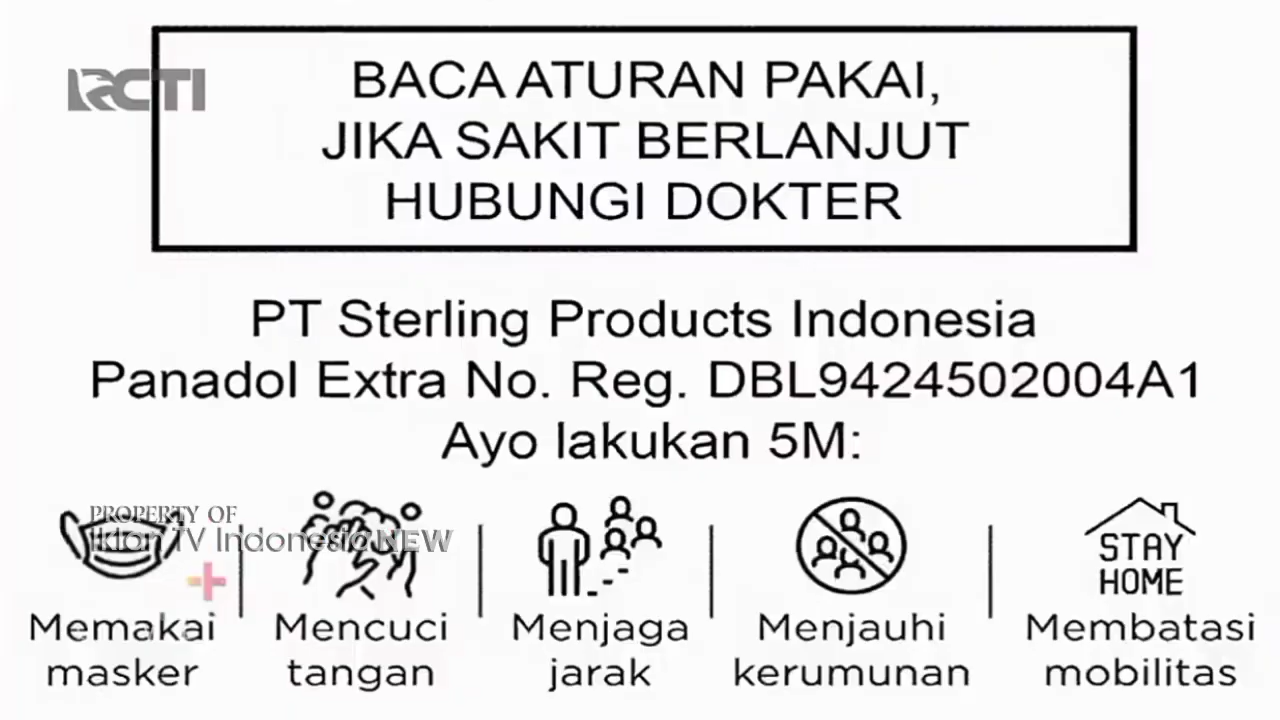 RCTI
BACA ATURAN PAKAI,
JIKA SAKIT BERLANJUT
HUBUNGI DOKTER
PT Sterling Products Indonesia
Panadol Extra No. Reg. DBL9424502004A1
Ayo lakukan 5M:
PROPERTY OF
Iklan TV Indonesia NEW
STAY
HOME
Memakai
masker
Mencuci
tangan
Menjaga
jarak
Menjauhi
kerumunan
Membatasi
mobilitas